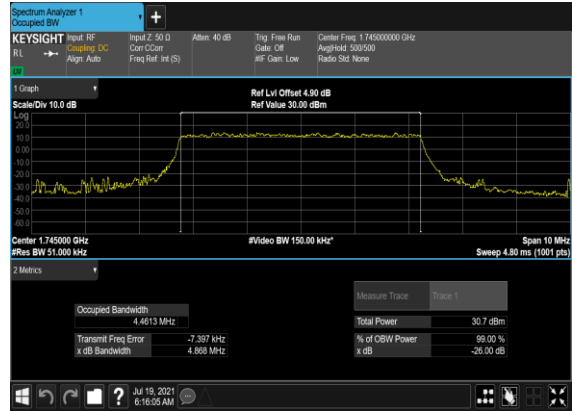 Spectrum Analyzer 1
Occupied BW
KEYSIGHT
RL
Input: RF
Coupling: DC
Align: Auto
Input Z: 50 Ω
Corr CCorr
Freq Ref: Int (S)
Atten: 40 dB
Trig: Free Run
Gate: Off
#IF Gain: Low
Center Freq: 1.745000000 GHz
Avg|Hold: 500/500
Radio Std: None
1 Graph
Scale/Div 10.0 dB
Ref Lvl Offset 4.90 dB
Ref Value 30.00 dBm
Log
20.0
10.0
0.00
-10.0
-20.0
-30.0
-40.0
-50.0
-60.0
Center 1.745000 GHz
#Res BW 51.000 kHz
#Video BW 150.00 kHz*
Span 10 MHz
Sweep 4.80 ms (1001 pts)
2 Metrics
Measure Trace
Trace 1
Occupied Bandwidth
4.4613 MHz
Total Power
30.7 dBm
Transmit Freq Error
-7.397 kHz
% of OBW Power
99.00 %
x dB Bandwidth
4.868 MHz
x dB
-26.00 dB
?
Jul 19, 2021
6:16:05 AM